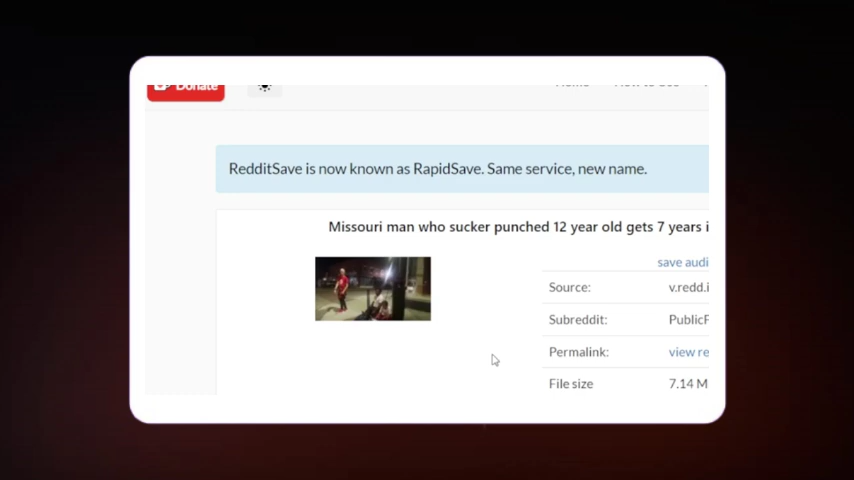 Donate
RedditSave is now known as RapidSave. Same service, new name.
Missouri man who sucker punched 12 year old gets 7 years i
save audi
Source: v.redd.i
Subreddit: PublicF
Permalink: view re
File size 7.14 M